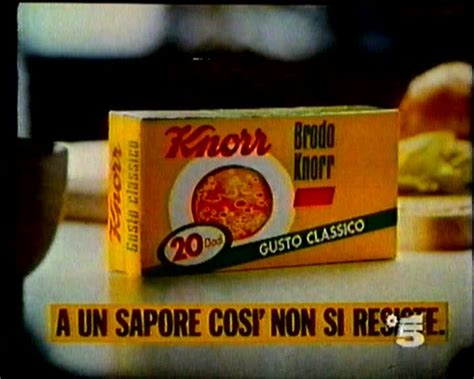 Knorr
Gusto classico
Knorr
Brodo
Knorr
20 Dadi
GUSTO CLASSICO
A UN SAPORE COSI' NON SI RESISTE.
5